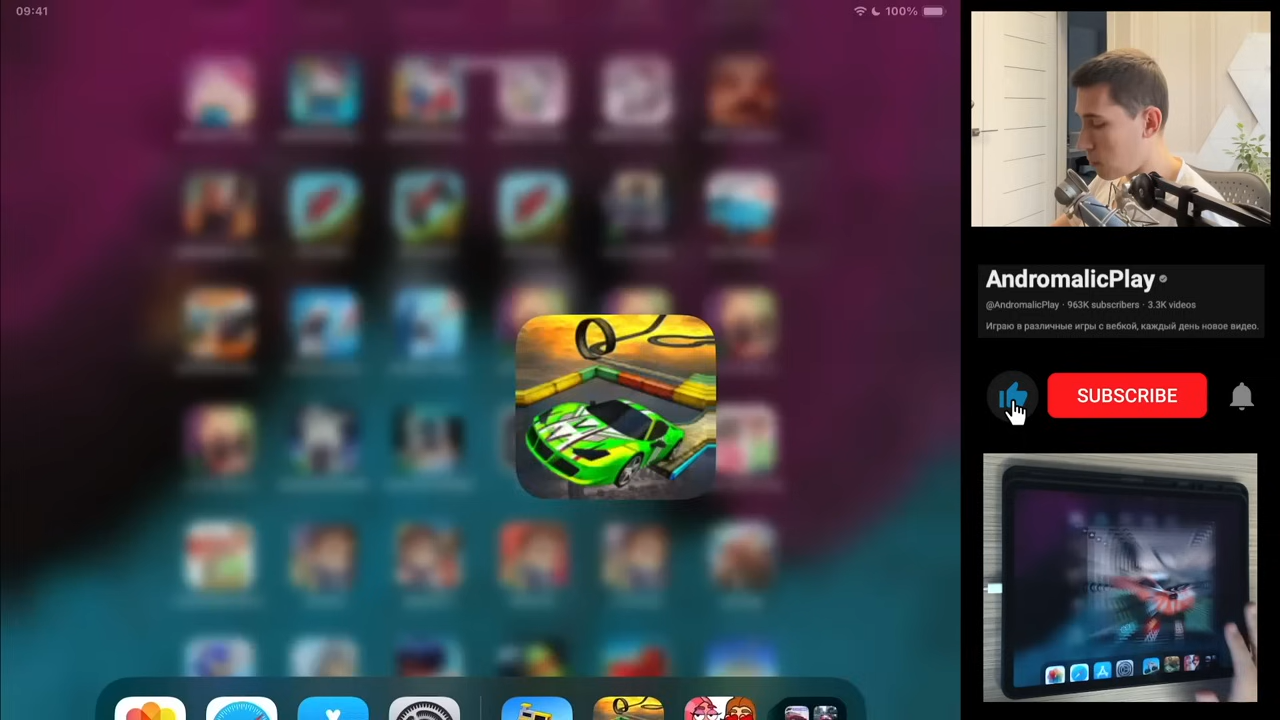 09:41
100%
AndromalicPlay
@AndromalicPlay · 963K subscribers · 3.3K videos
Играю в различные игры с вебкой, каждый день новое видео.
SUBSCRIBE